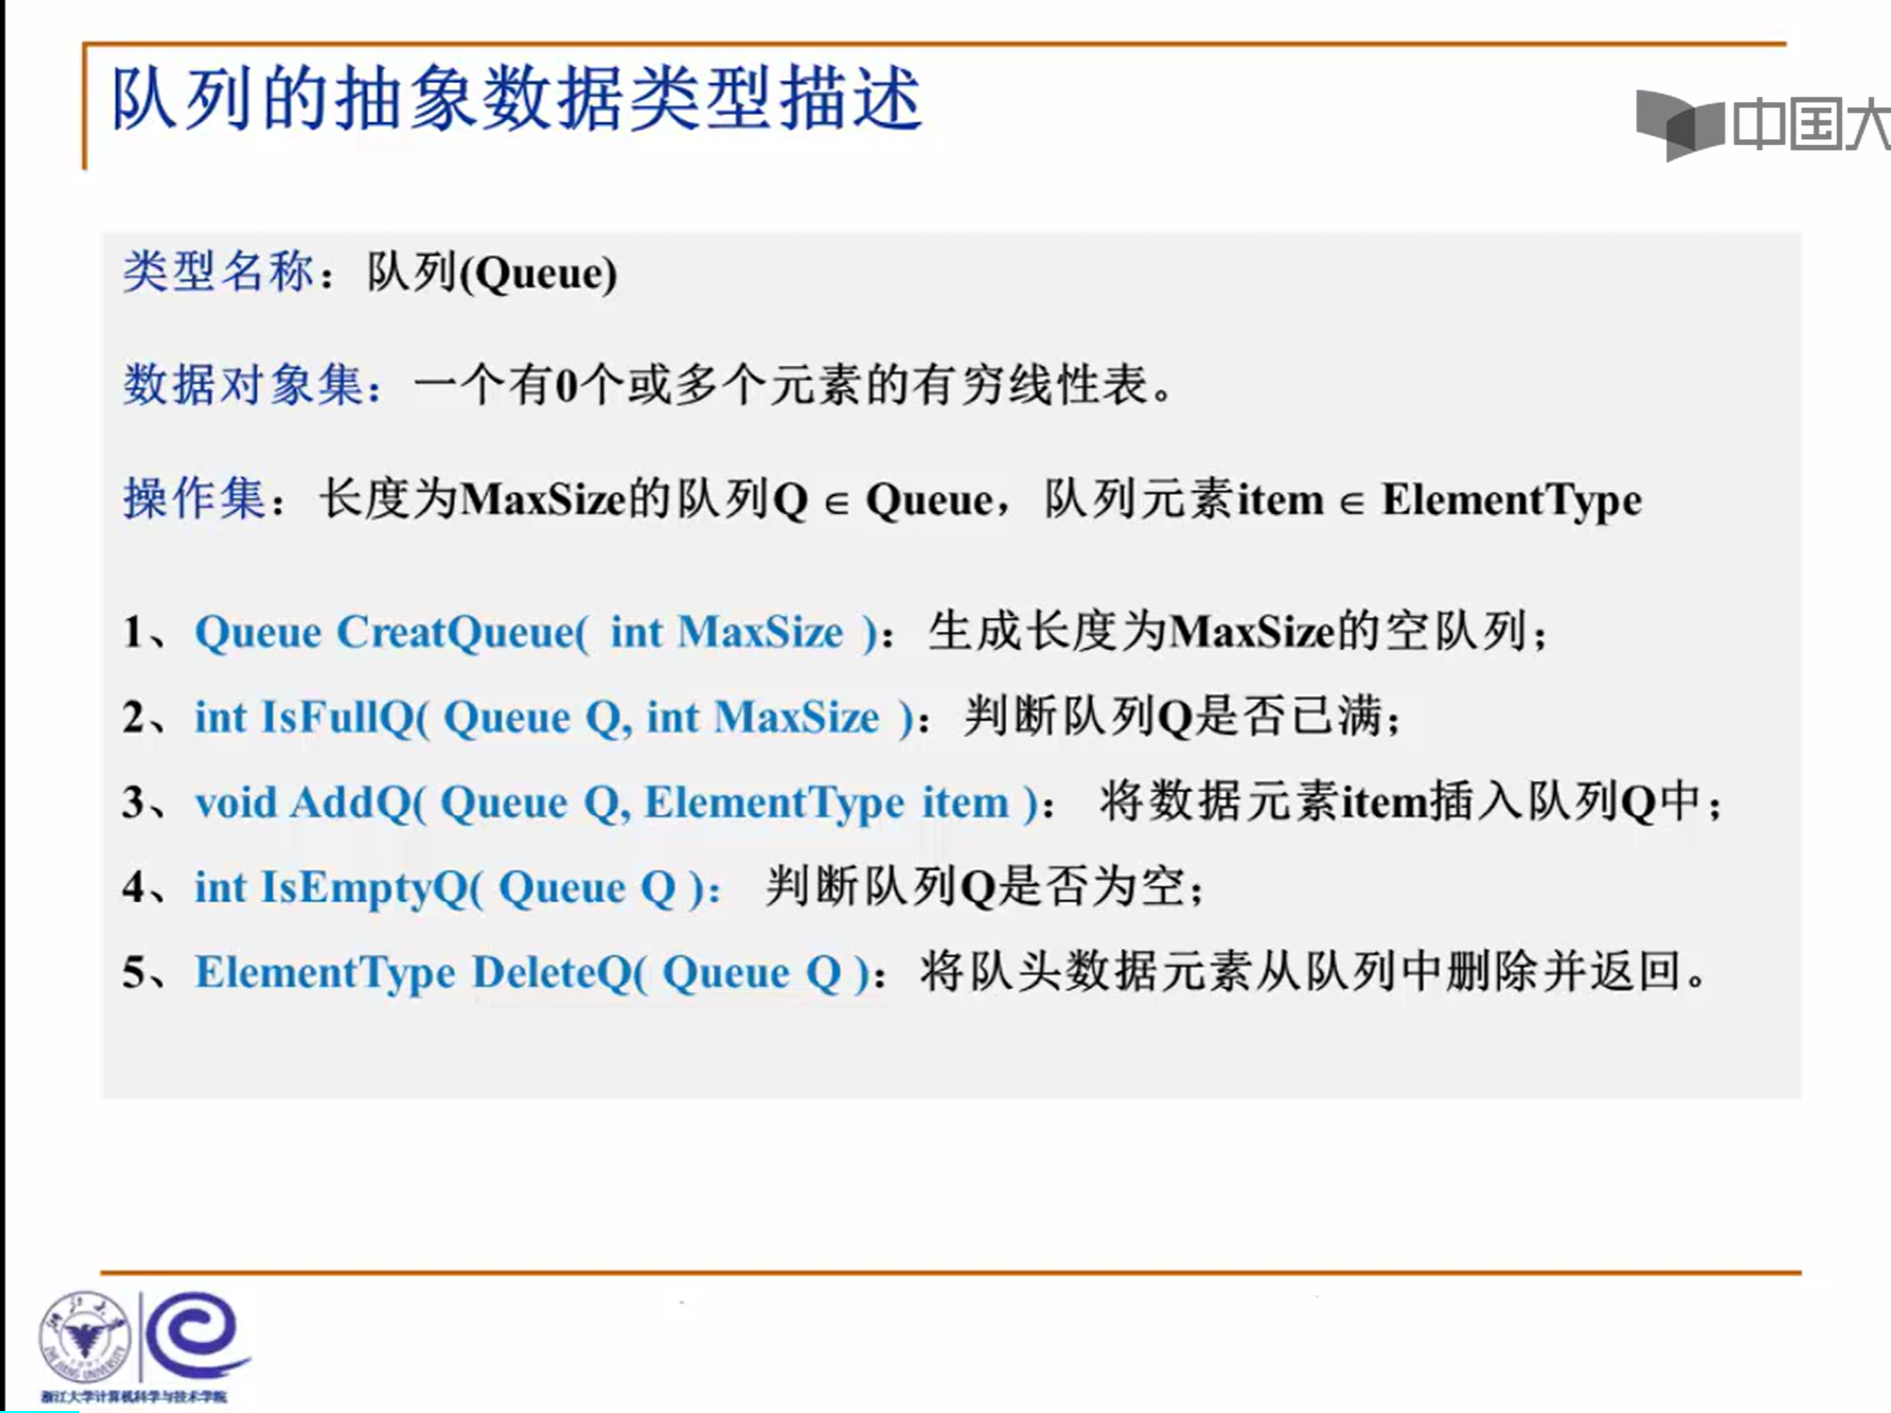 队列的抽象数据类型描述
中国大
类型名称：队列(Queue)
数据对象集：一个有0个或多个元素的有穷线性表。
操作集：长度为MaxSize的队列Q ∈ Queue，队列元素item ∈ ElementType
1、Queue CreatQueue( int MaxSize )：生成长度为MaxSize的空队列；
2、int IsFullQ( Queue Q, int MaxSize )：判断队列Q是否已满；
3、void AddQ( Queue Q, ElementType item )： 将数据元素item插入队列Q中；
4、int IsEmptyQ( Queue Q )： 判断队列Q是否为空；
5、ElementType DeleteQ( Queue Q )：将队头数据元素从队列中删除并返回。
浙江大学计算机科学与技术学院